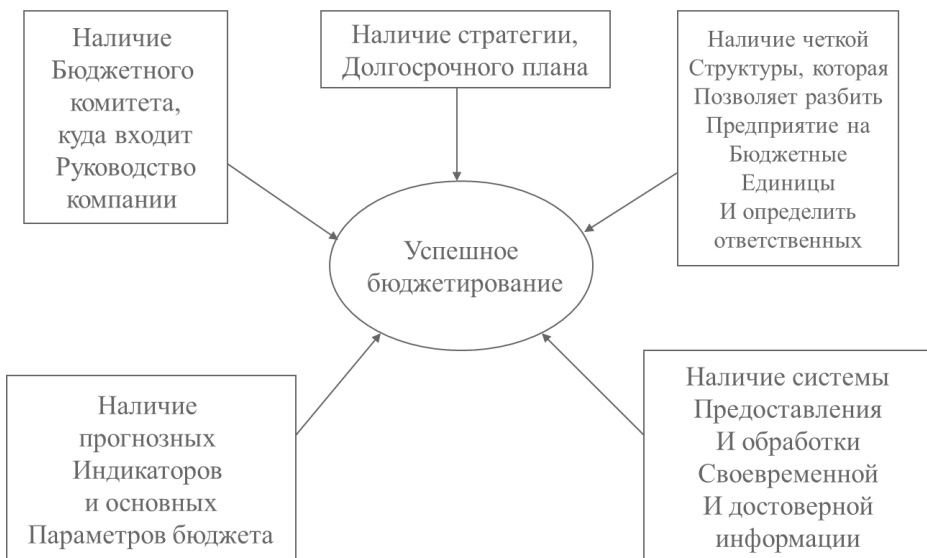 Наличие
Бюджетного
комитета,
куда входит
Руководство
компании
Наличие стратегии,
Долгосрочного плана
Наличие четкой
Структуры, которая
Позволяет разбить
Предприятие на
Бюджетные
Единицы
И определить
ответственных
Успешное
бюджетирование
Наличие
прогнозных
Индикаторов
и основных
Параметров бюджета
Наличие системы
Предоставления
И обработки
Своевременной
И достоверной
информации